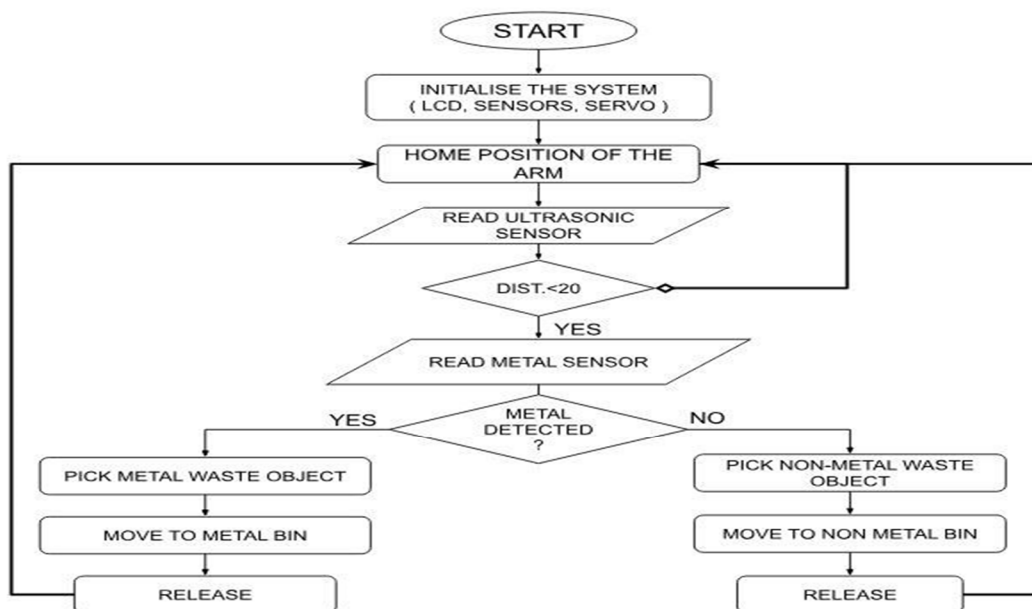 START
INITIALISE THE SYSTEM
( LCD, SENSORS, SERVO )
HOME POSITION OF THE
ARM
READ ULTRASONIC
SENSOR
DIST.<20
YES
READ METAL SENSOR
YES
METAL
DETECTED
?
NO
PICK METAL WASTE OBJECT
PICK NON-METAL WASTE
OBJECT
MOVE TO METAL BIN
MOVE TO NON METAL BIN
RELEASE
RELEASE